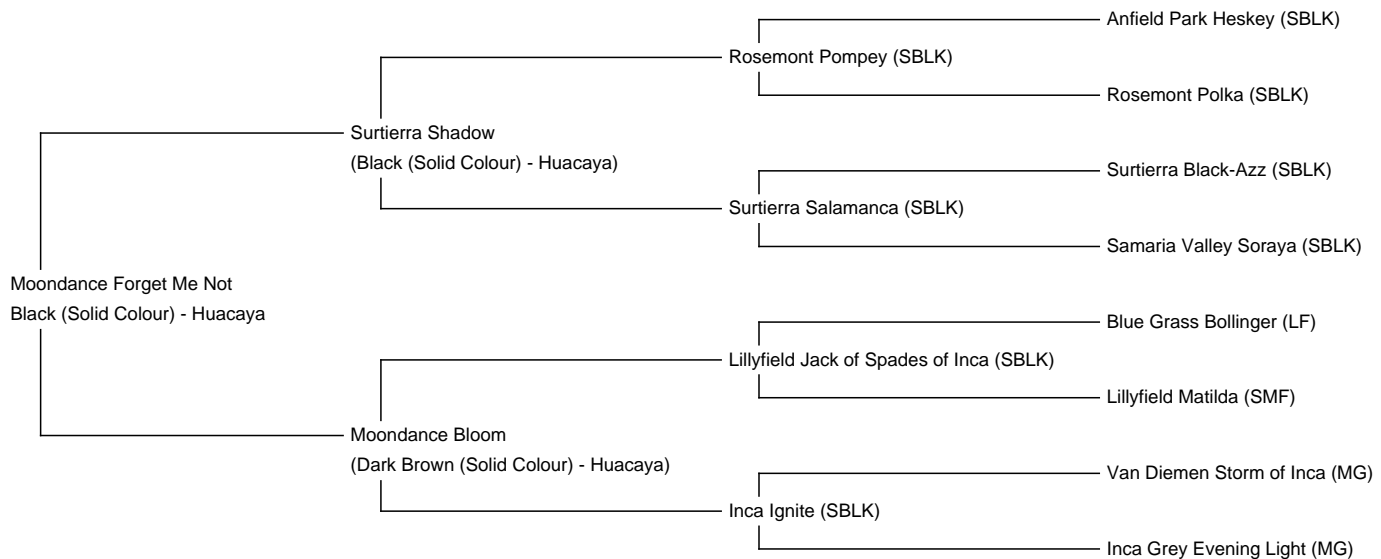 Anfield Park Heskey (SBLK)
Rosemont Pompey (SBLK)
Rosemont Polka (SBLK)
Surtierra Shadow
(Black (Solid Colour) - Huacaya)
Surtierra Black-Azz (SBLK)
Surtierra Salamanca (SBLK)
Samaria Valley Soraya (SBLK)
Moondance Forget Me Not
Black (Solid Colour) - Huacaya
Blue Grass Bollinger (LF)
Lillyfield Jack of Spades of Inca (SBLK)
Lillyfield Matilda (SMF)
Moondance Bloom
(Dark Brown (Solid Colour) - Huacaya)
Van Diemen Storm of Inca (MG)
Inca Ignite (SBLK)
Inca Grey Evening Light (MG)